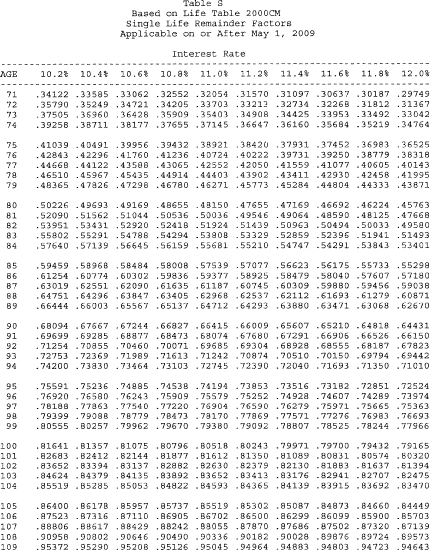 Table S
Based on Life Table 2000CM
Single Life Remainder Factors
Applicable on or After May 1, 2009
Interest Rate
AGE 10.2% 10.4% 10.6% 10.8% 11.0% 11.2% 11.4% 11.6% 11.8% 12.0%
71 .34122 .33585 .33062 .32552 .32054 .31570 .31097 .30637 .30187 .29749
72 .35790 .35249 .34721 .34205 .33703 .33213 .32734 .32268 .31812 .31367
73 .37505 .36960 .36428 .35909 .35403 .34908 .34425 .33953 .33492 .33042
74 .39258 .38711 .38177 .37655 .37145 .36647 .36160 .35684 .35219 .34764
75 .41039 .40491 .39956 .39432 .38921 .38420 .37931 .37452 .36983 .36525
76 .42843 .42296 .41760 .41236 .40724 .40222 .39731 .39250 .38779 .38318
77 .44668 .44122 .43588 .43065 .42552 .42050 .41559 .41077 .40605 .40143
78 .46510 .45967 .45435 .44914 .44403 .43902 .43411 .42930 .42458 .41995
79 .48365 .47826 .47298 .46780 .46271 .45773 .45284 .44804 .44333 .43871
80 .50226 .49693 .49169 .48655 .48150 .47655 .47169 .46692 .46224 .45763
81 .52090 .51562 .51044 .50536 .50036 .49546 .49064 .48590 .48125 .47668
82 .53951 .53431 .52920 .52418 .51924 .51439 .50963 .50494 .50033 .49580
83 .55802 .55291 .54788 .54294 .53808 .53329 .52859 .52396 .51941 .51493
84 .57640 .57139 .56645 .56159 .55681 .55210 .54747 .54291 .53843 .53401
85 .59459 .58968 .58484 .58008 .57539 .57077 .56623 .56175 .55733 .55298
86 .61254 .60774 .60302 .59836 .59377 .58925 .58479 .58040 .57607 .57180
87 .63019 .62551 .62090 .61635 .61187 .60745 .60309 .59880 .59456 .59038
88 .64751 .64296 .63847 .63405 .62968 .62537 .62112 .61693 .61279 .60871
89 .66444 .66003 .65567 .65137 .64712 .64293 .63880 .63471 .63068 .62670
90 .68094 .67667 .67244 .66827 .66415 .66009 .65607 .65210 .64818 .64431
91 .69699 .69285 .68877 .68473 .68074 .67680 .67291 .66906 .66526 .66150
92 .71254 .70855 .70460 .70071 .69685 .69304 .68928 .68555 .68187 .67823
93 .72753 .72369 .71989 .71613 .71242 .70874 .70510 .70150 .69794 .69442
94 .74200 .73830 .73464 .73103 .72745 .72390 .72040 .71693 .71350 .71010
95 .75591 .75236 .74885 .74538 .74194 .73853 .73516 .73182 .72851 .72524
96 .76920 .76580 .76243 .75909 .75579 .75252 .74928 .74607 .74289 .73974
97 .78188 .77863 .77540 .77220 .76904 .76590 .76279 .75971 .75665 .75363
98 .79399 .79088 .78779 .78473 .78170 .77869 .77571 .77276 .76983 .76693
99 .80555 .80257 .79962 .79670 .79380 .79092 .78807 .78525 .78244 .77966
100 .81641 .81357 .81075 .80796 .80518 .80243 .79971 .79700 .79432 .79165
101 .82683 .82412 .82144 .81877 .81612 .81350 .81089 .80831 .80574 .80320
102 .83652 .83394 .83137 .82882 .82630 .82379 .82130 .81883 .81637 .81394
103 .84624 .84379 .84135 .83892 .83652 .83413 .83176 .82941 .82707 .82475
104 .85519 .85285 .85053 .84822 .84593 .84365 .84139 .83915 .83692 .83470
105 .86400 .86178 .85957 .85737 .85519 .85302 .85087 .84873 .84660 .84449
106 .87523 .87316 .87110 .86905 .86702 .86500 .86299 .86099 .85900 .85703
107 .88806 .88617 .88429 .88242 .88055 .87870 .87686 .87502 .87320 .87139
108 .90958 .90802 .90646 .90490 .90336 .90182 .90028 .89876 .89724 .89573
109 .95372 .95290 .95208 .95126 .95045 .94964 .94883 .94803 .94723 .94643